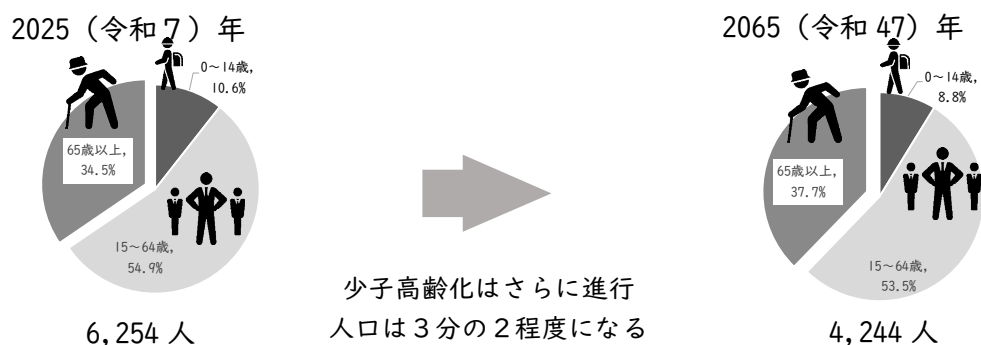 2025（令和７）年
0～14歳,
10.6%
65歳以上,
34.5%
15～64歳,
54.9%
6,254 人
少子高齢化はさらに進行
人口は３分の２程度になる
2065（令和 47）年
0～14歳,
8.8%
65歳以上,
37.7%
15～64歳,
53.5%
4,244 人